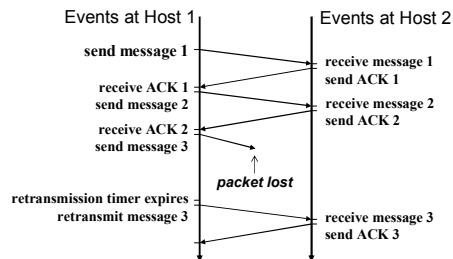 Events at Host 1
Events at Host 2
send message 1
receive message 1
send ACK 1
receive ACK 1
send message 2
receive message 2
send ACK 2
receive ACK 2
send message 3
packet lost
retransmission timer expires
retransmit message 3
receive message 3
send ACK 3